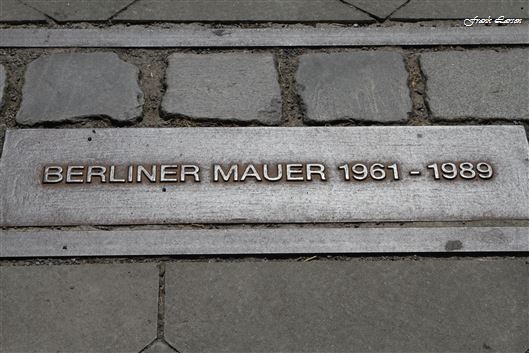 Frank Larsen
BERLINER MAUER 1961 - 1989